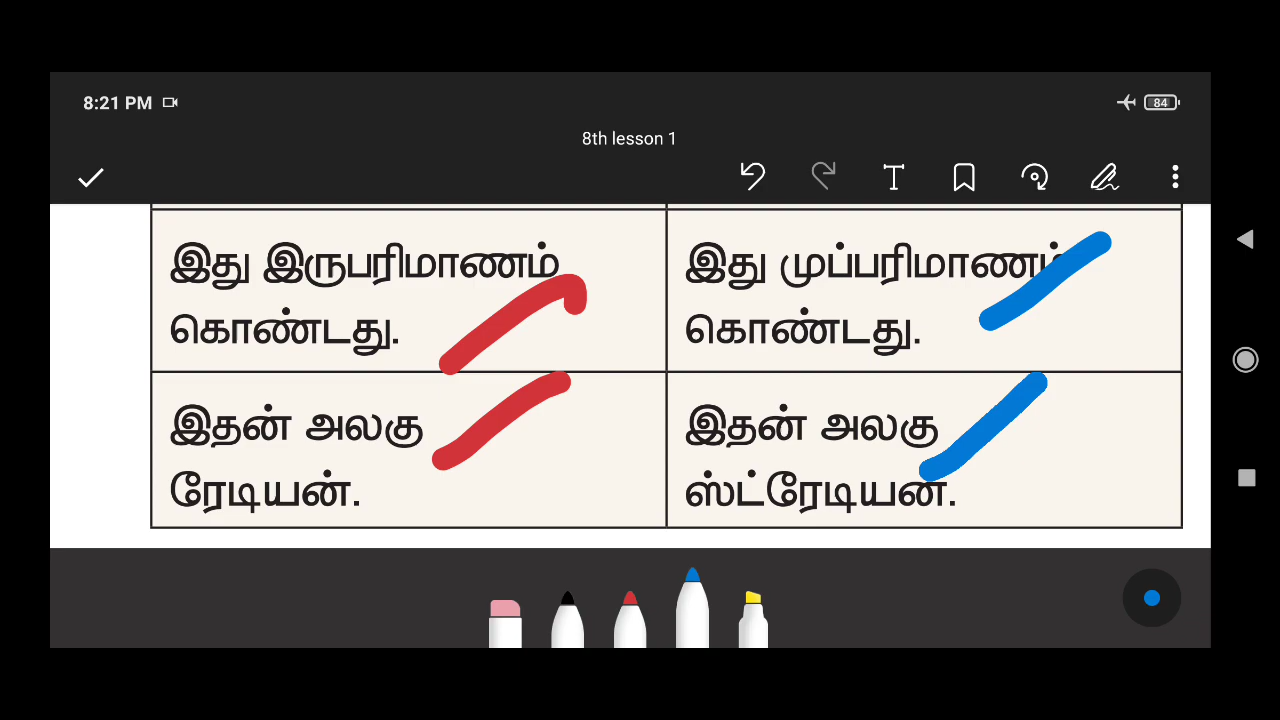 8:21 PM
84
8th lesson 1
இது இருபரிமாணம்
கொண்டது.
இது முப்பரிமாணம்
கொண்டது.
இதன் அலகு
ரேடியன்.
இதன் அலகு
ஸ்ட்ரேடியன்.